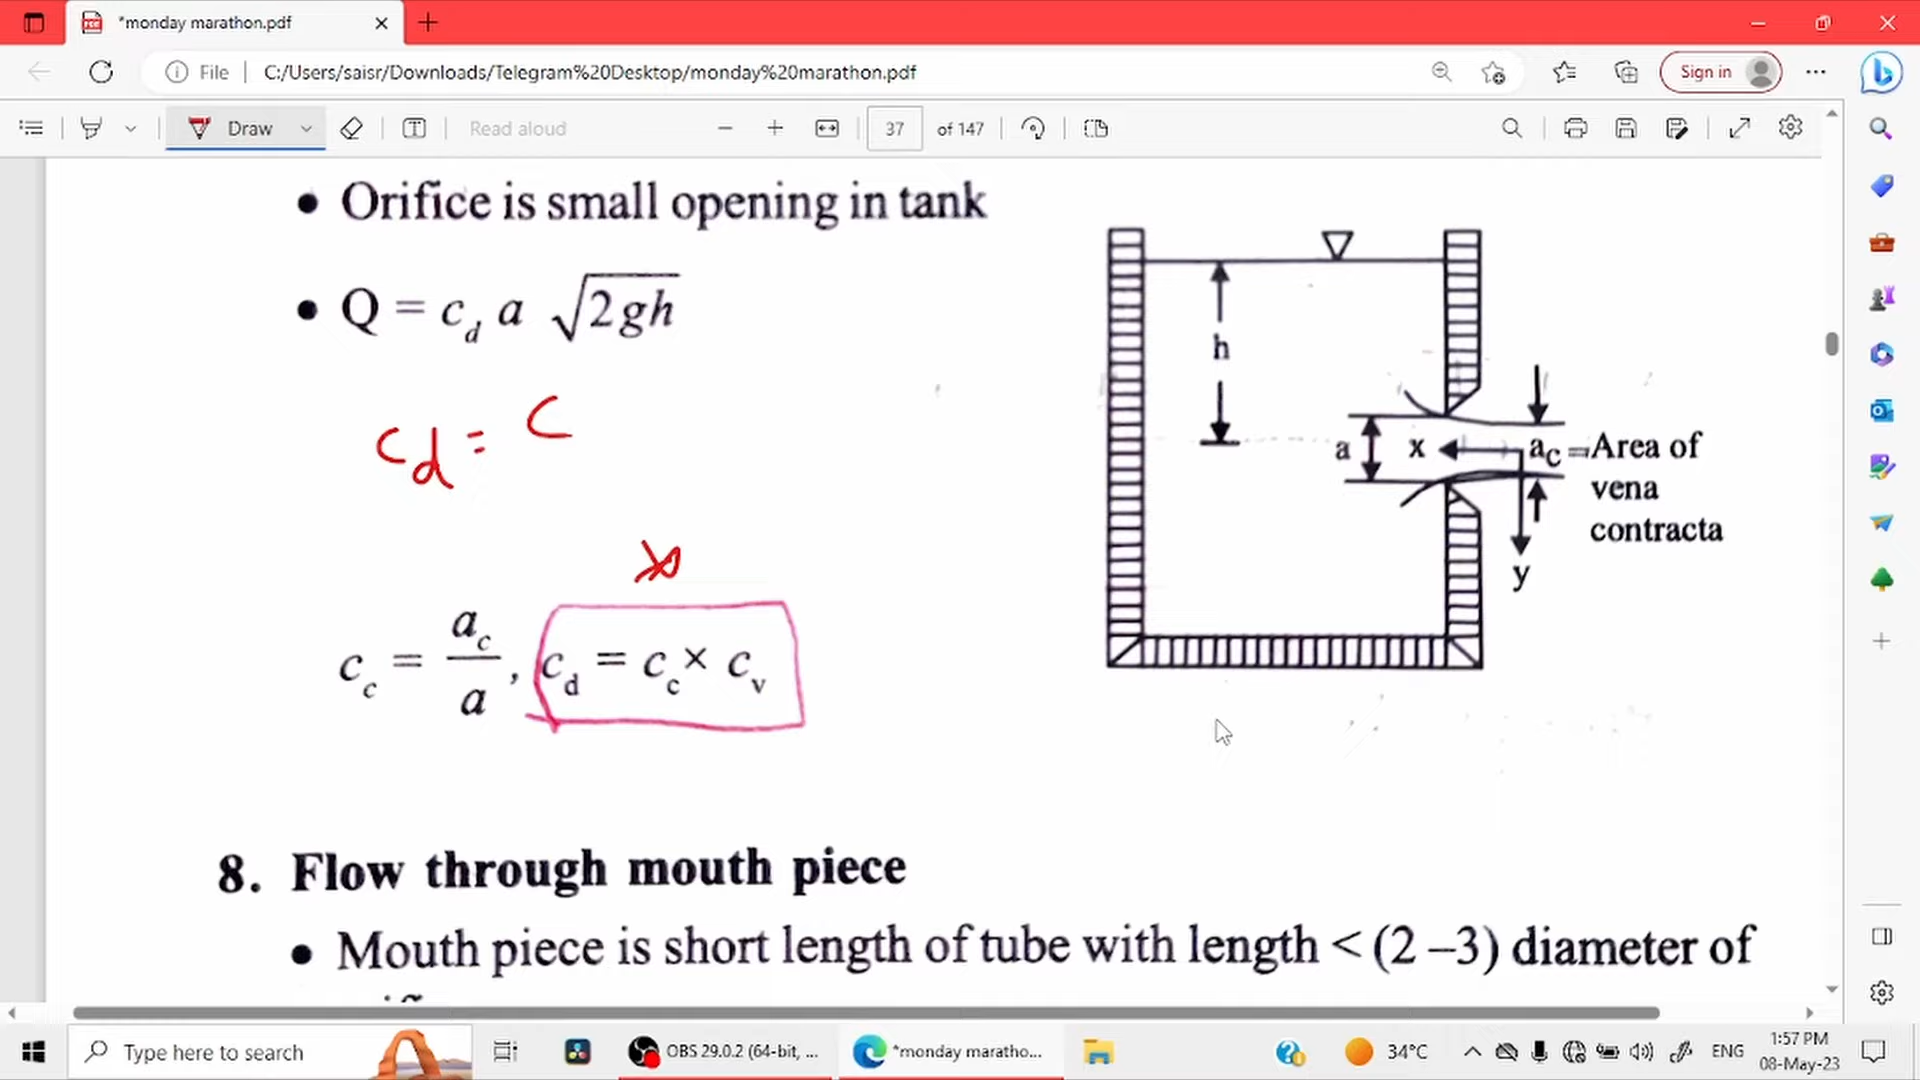 *monday marathon.pdf
File
C:/Users/saisr/Downloads/Telegram%20Desktop/monday%20marathon.pdf
Sign in
Draw
Read aloud
37
of 147
• Orifice is small opening in tank
• Q = c_d a √2gh
c_d = c
c_c = a_c / a , c_d = c_c × c_v
h
a
x
a_c = Area of
vena
contracta
y
8. Flow through mouth piece
• Mouth piece is short length of tube with length < (2 –3) diameter of
Type here to search
OBS 29.0.2 (64-bit, ...
*monday maratho...
34°C
ENG
1:57 PM
08-May-23